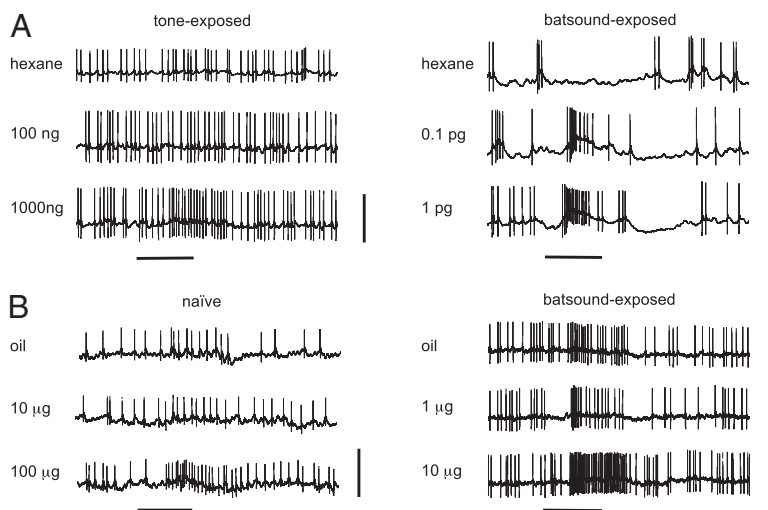 A
tone-exposed
batsound-exposed
hexane
hexane
100 ng
0.1 pg
1000ng
1 pg
B
naïve
batsound-exposed
oil
oil
10 μg
1 μg
100 μg
10 μg